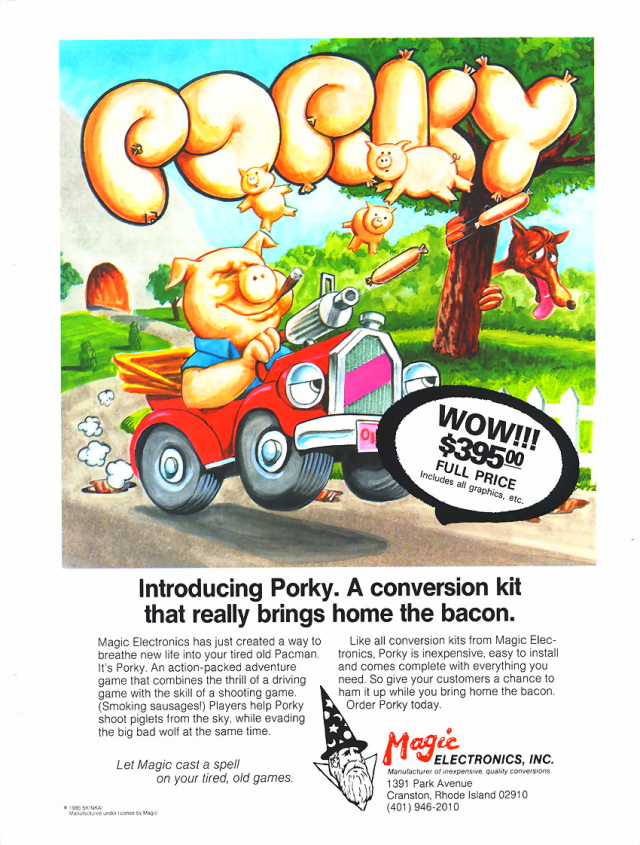 PORKY
WOW!!!
$395.00
FULL PRICE
Includes all graphics, etc.
Introducing Porky. A conversion kit
that really brings home the bacon.
Magic Electronics has just created a way to
breathe new life into your tired old Pacman.
It's Porky. An action-packed adventure
game that combines the thrill of a driving
game with the skill of a shooting game.
(Smoking sausages!) Players help Porky
shoot piglets from the sky, while evading
the big bad wolf at the same time.
Let Magic cast a spell
on your tired, old games.
Like all conversion kits from Magic Elec-
tronics, Porky is inexpensive, easy to install
and comes complete with everything you
need. So give your customers a chance to
ham it up while you bring home the bacon.
Order Porky today.
Magic
ELECTRONICS, INC.
Manufacturer of inexpensive, quality conversions.
1391 Park Avenue
Cranston, Rhode Island 02910
(401) 946-2010
© 1985 SHINKAI
Manufactured under license by Magic